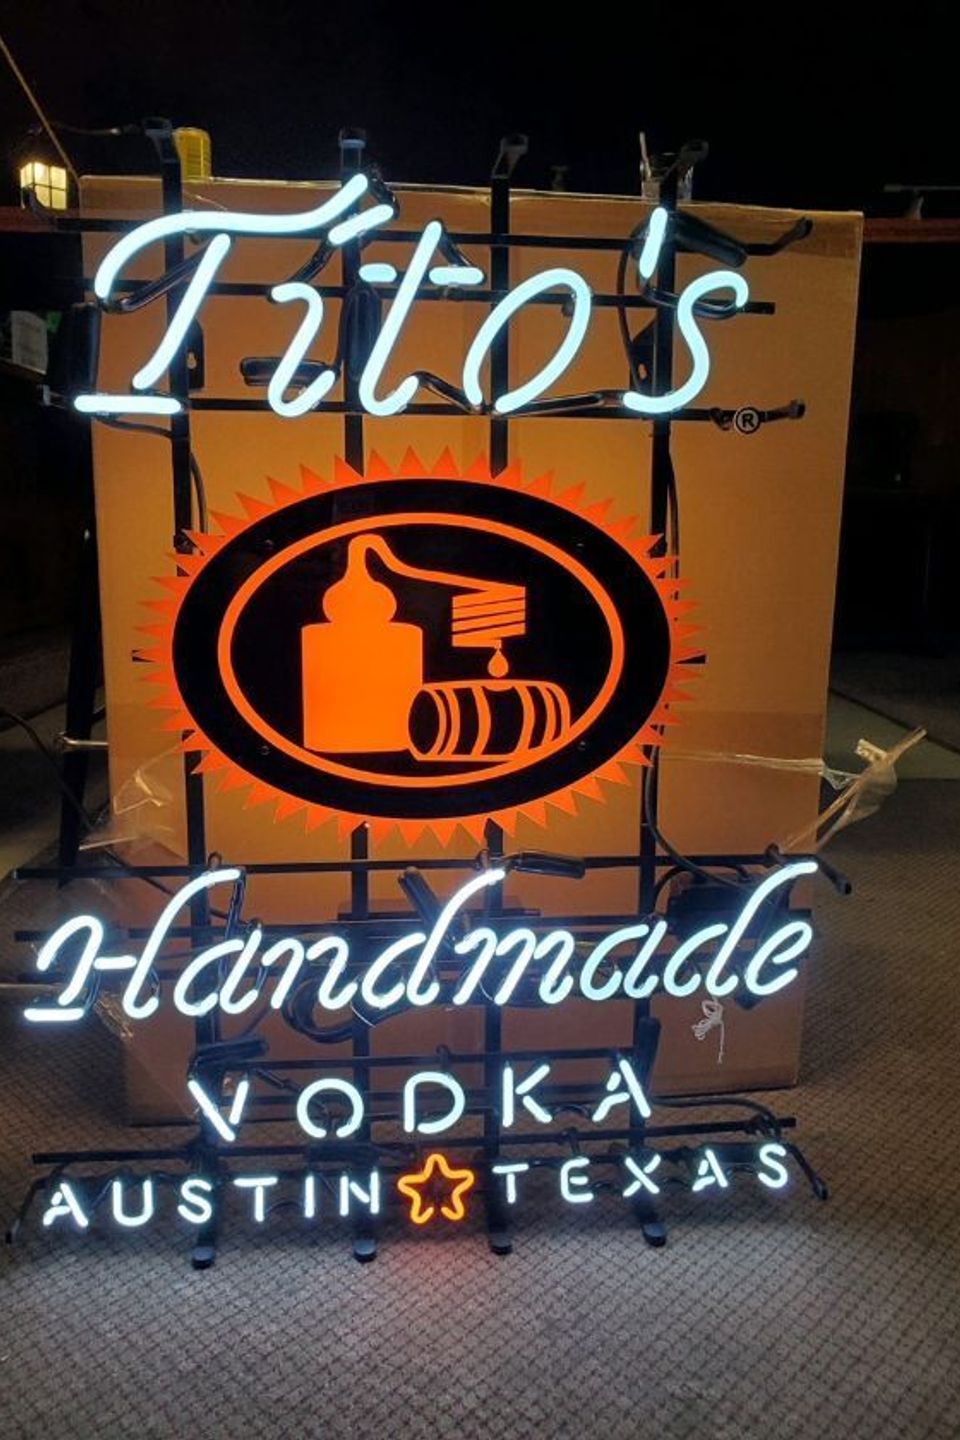 Tito's
®
Handmade
VODKA
AUSTIN TEXAS